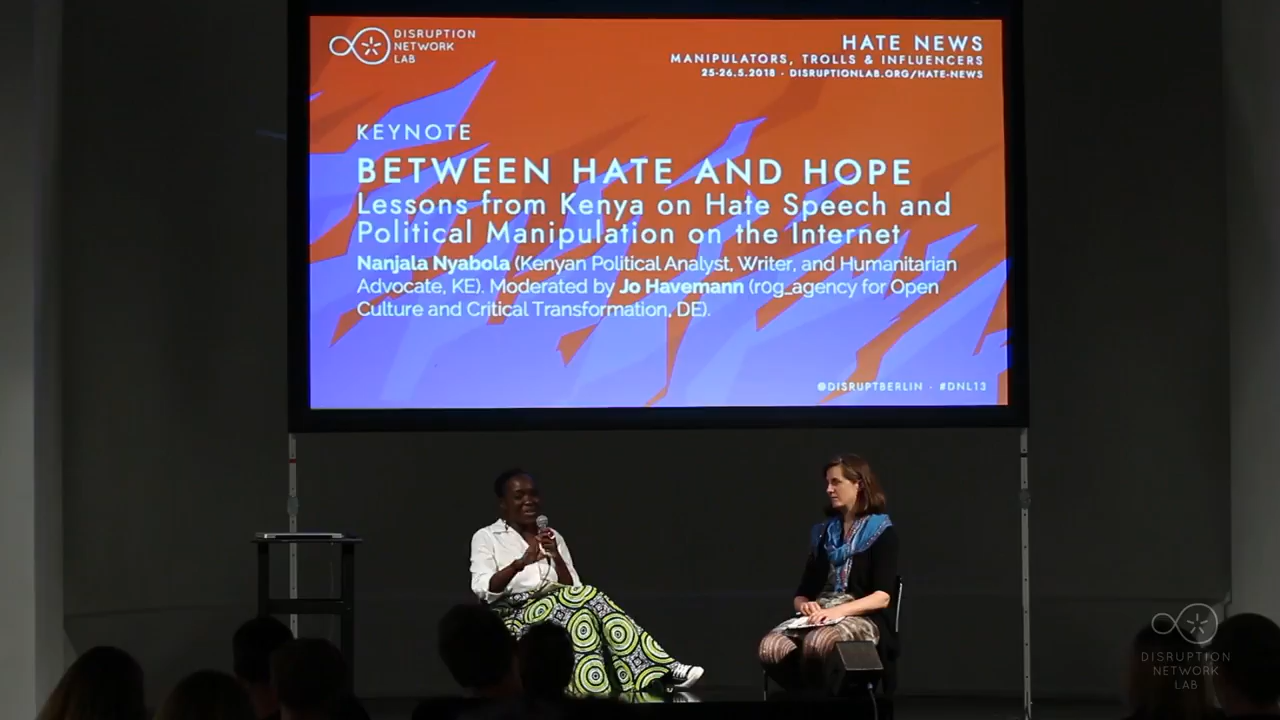 DISRUPTION
NETWORK
LAB
HATE NEWS
MANIPULATORS, TROLLS & INFLUENCERS
25-26.5.2018 · DISRUPTIONLAB.ORG/HATE-NEWS
KEYNOTE
BETWEEN HATE AND HOPE
Lessons from Kenya on Hate Speech and
Political Manipulation on the Internet
Nanjala Nyabola (Kenyan Political Analyst, Writer, and Humanitarian
Advocate, KE). Moderated by Jo Havemann (r0g_agency for Open
Culture and Critical Transformation, DE).
@DISRUPTBERLIN · #DNL13
DISRUPTION
NETWORK
LAB